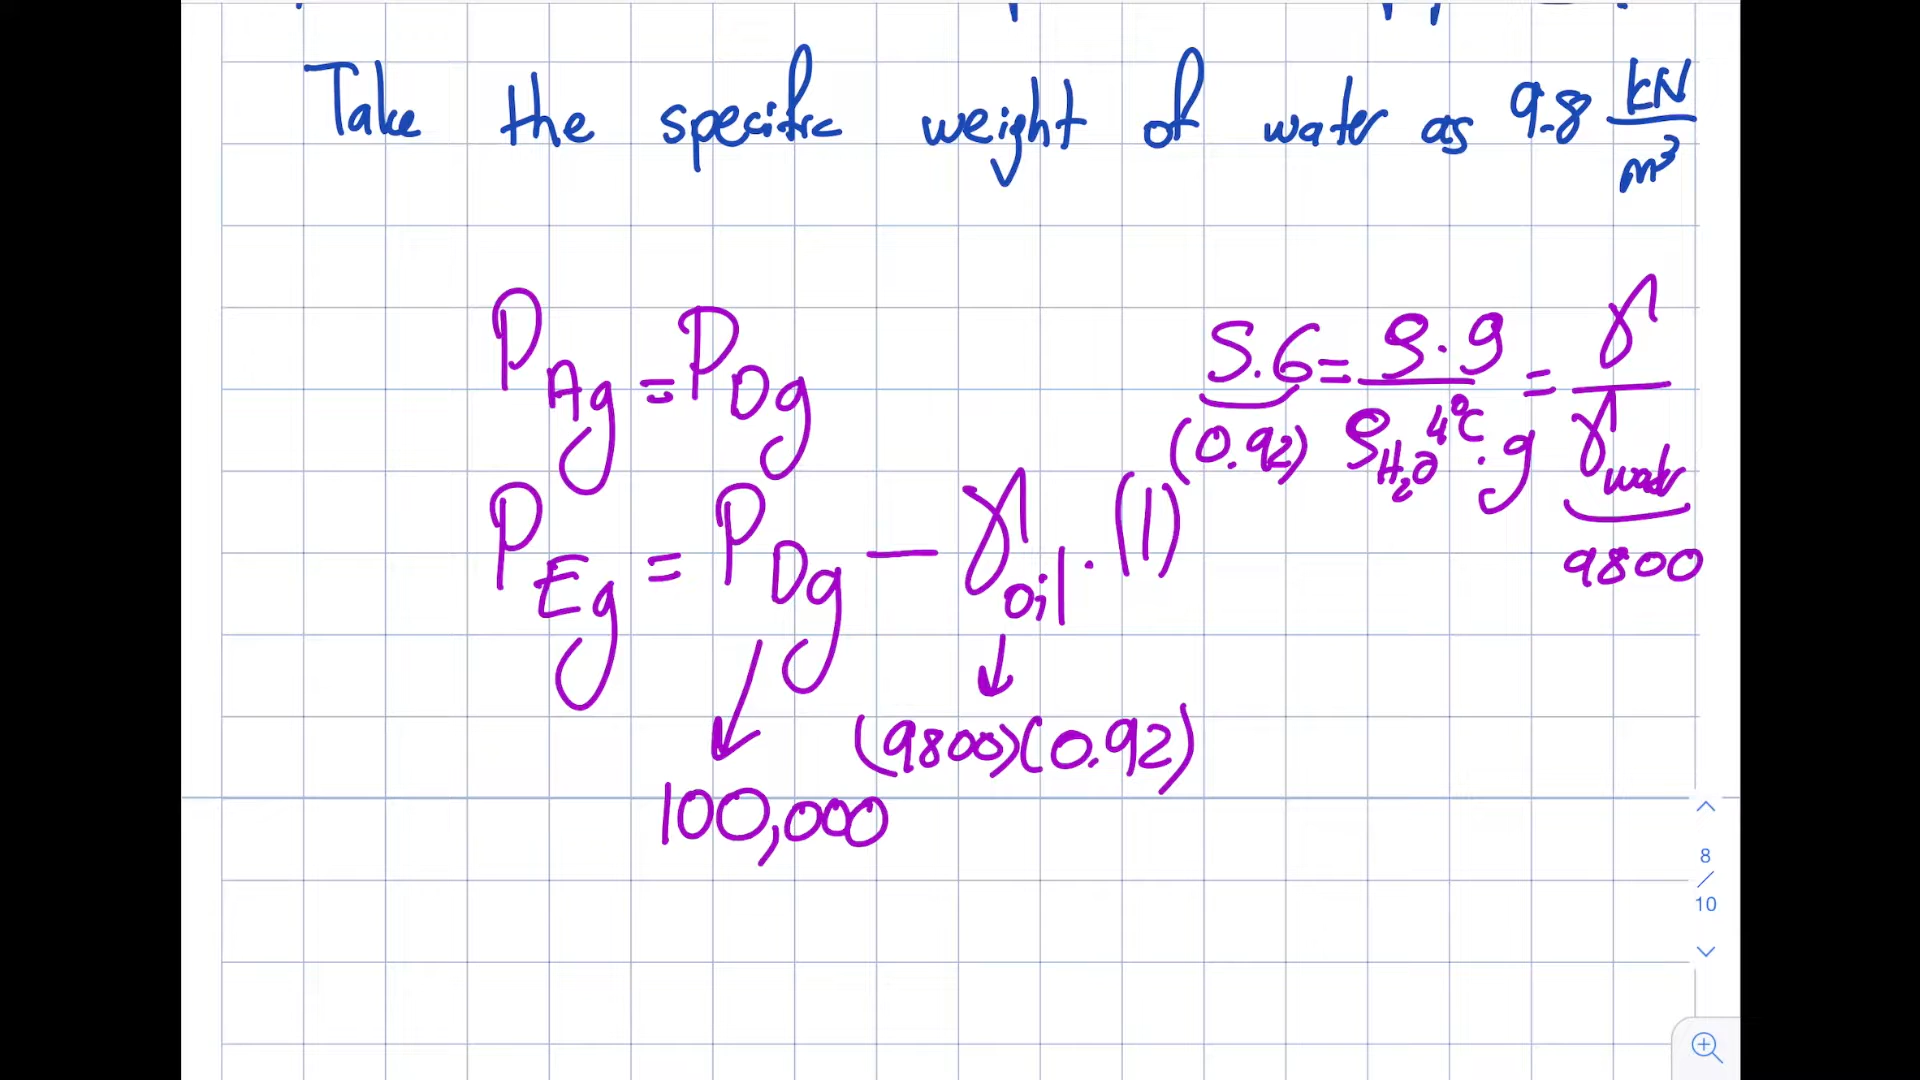 Take the specific weight of water as 9.8 kN/m³
P_Ag = P_Dg
S.G = ρ.g / ρ_H₂O 4°C . g = γ / γ_water
(0.92)
9800
P_Eg = P_Dg − γ_oil . (1)
(9800)(0.92)
100,000
8
/
10